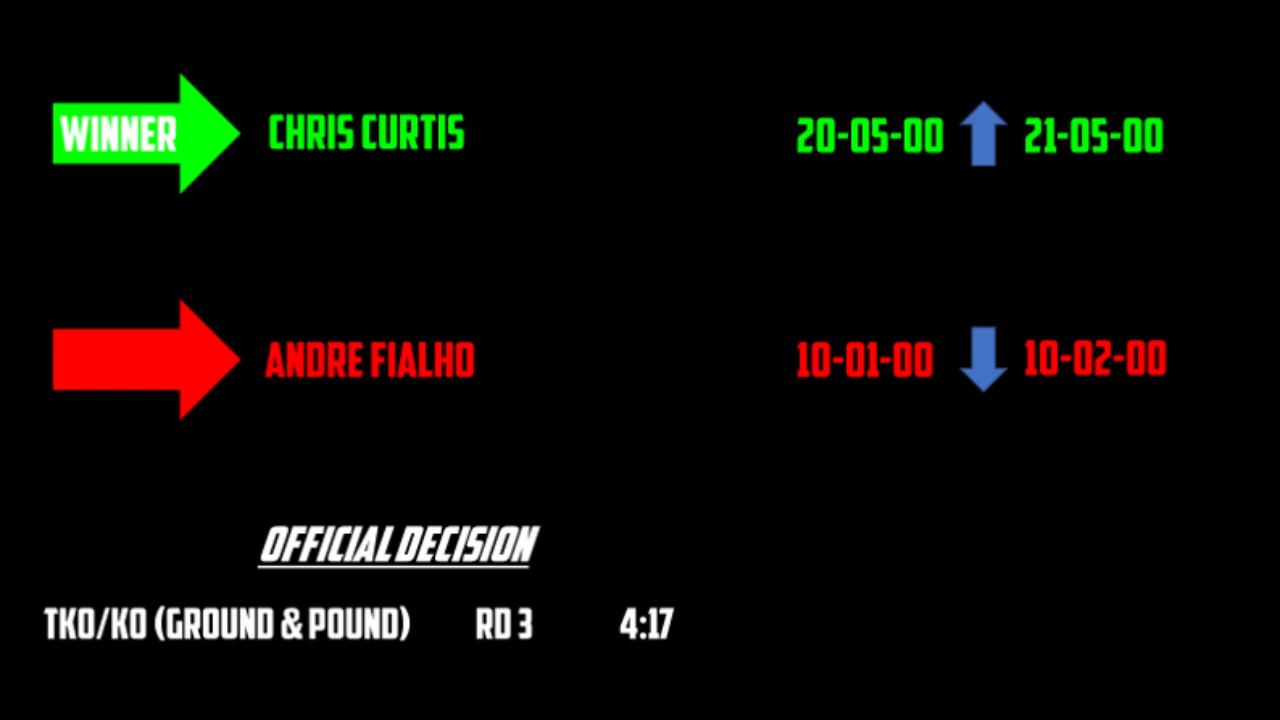 WINNER CHRIS CURTIS 20-05-00 21-05-00
ANDRE FIALHO 10-01-00 10-02-00
OFFICIAL DECISION
TKO/KO (GROUND & POUND) RD 3 4:17